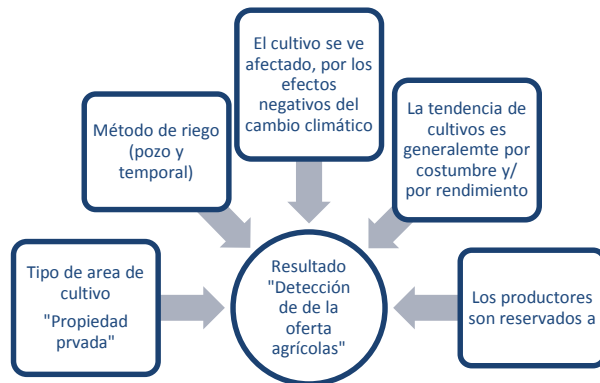 El cultivo se ve
afectado, por los
efectos
negativos del
cambio climático
Método de riego
(pozo y
temporal)
La tendencia de
cultivos es
generalemte por
costumbre y/
por rendimiento
Tipo de area de
cultivo
"Propiedad
prvada"
Resultado
"Detección
de de la
oferta
agrícolas"
Los productores
son reservados a